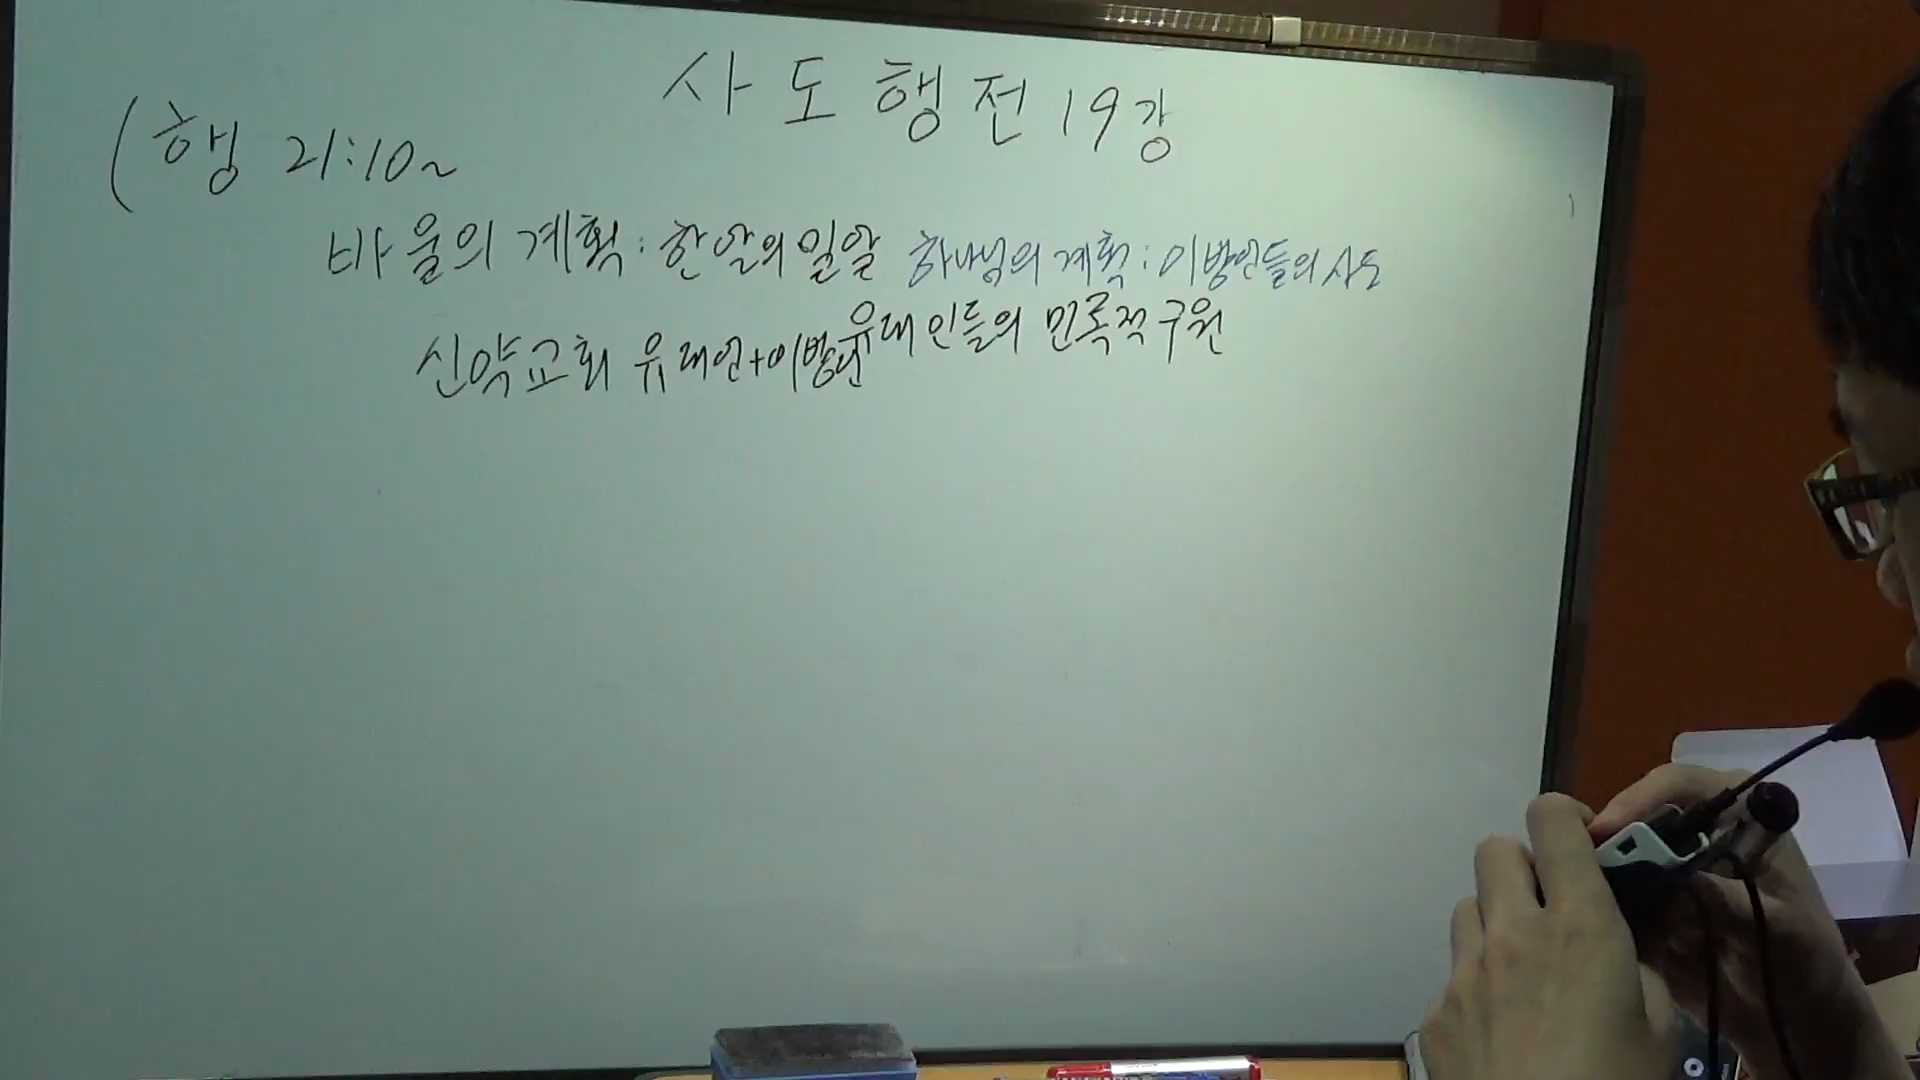 사도행전 19강
(행 21:10~
바울의 계획: 한알의 밀알 하나님의 계획: 이방인들의 사도
유대인들의 민족적 구원
신약교회 유대인+이방인